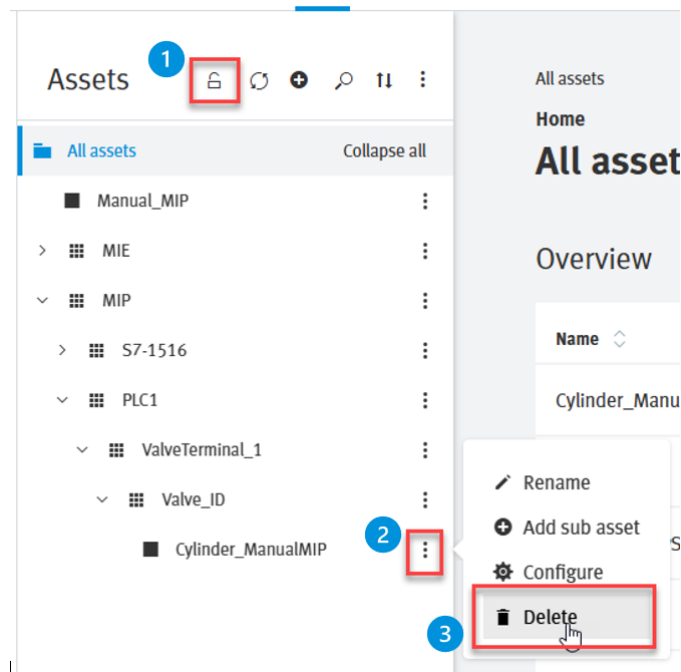 1
Assets
All assets
Collapse all
Manual_MIP
MIE
MIP
S7-1516
PLC1
ValveTerminal_1
Valve_ID
2
Cylinder_ManualMIP
All assets
Home
All asset
Overview
Name
Cylinder_Manu
Rename
Add sub asset
Configure
3
Delete